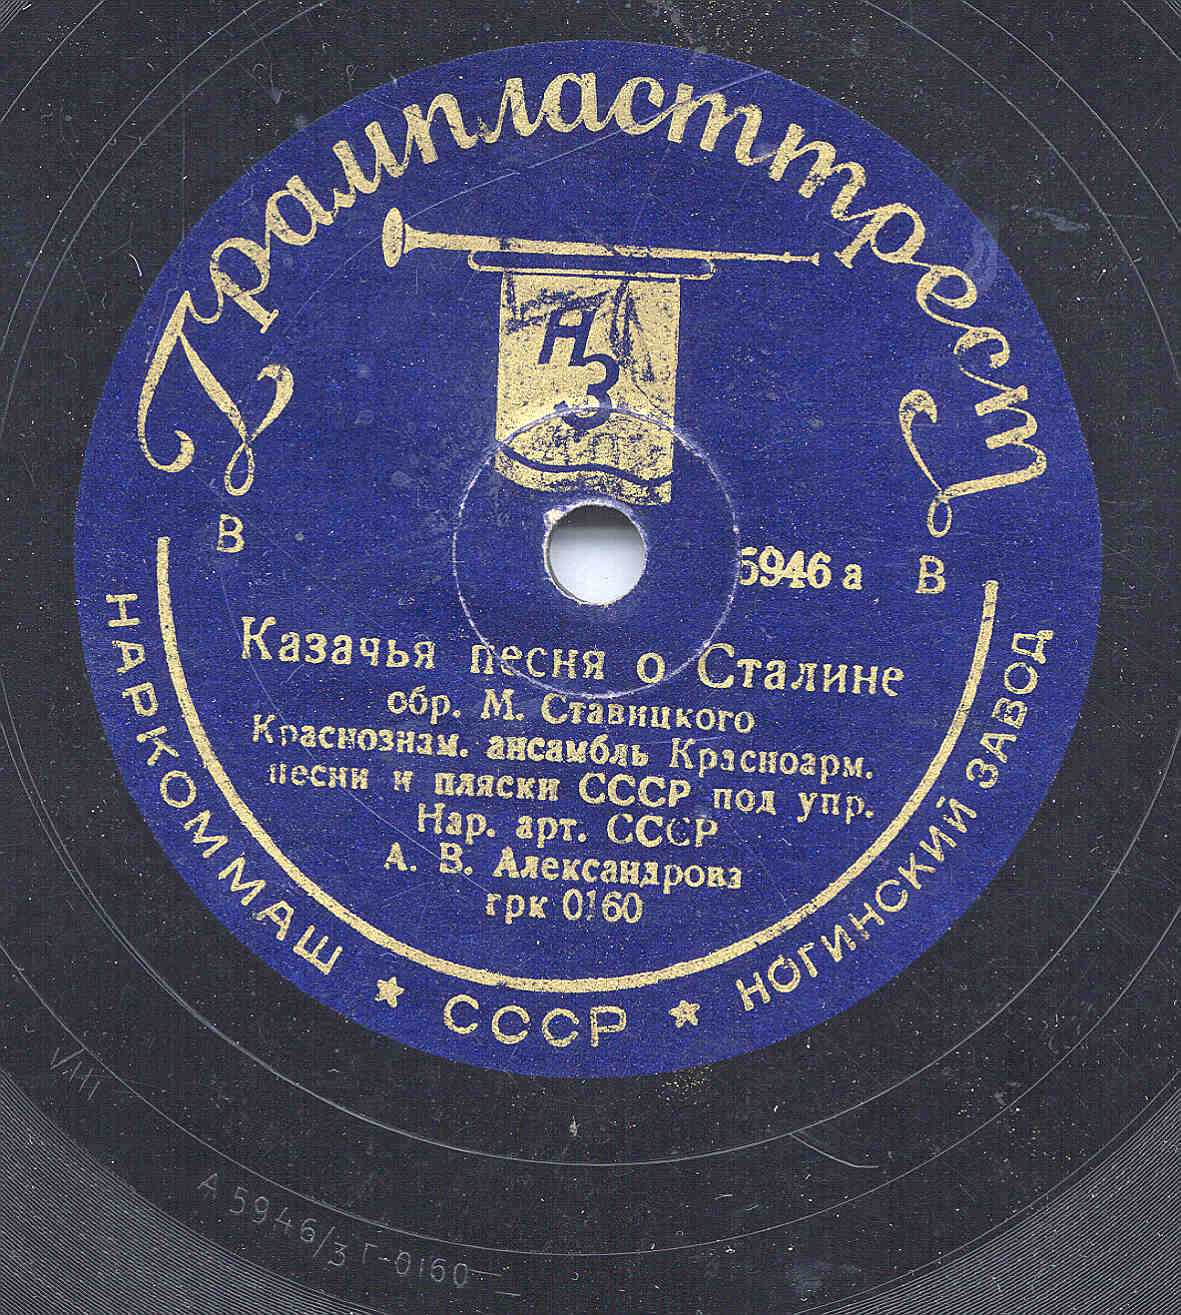 Грампласттрест
Н
З
В
5946 а
В
Казачья песня о Сталине
обр. М. Ставицкого
Краснознам. ансамбль Красноарм.
песни и пляски СССР под упр.
Нар. арт. СССР
А. В. Александрова
грк 0160
НАРКОММАШ ★ СССР ★ НОГИНСКИЙ ЗАВОД
А 5946/3 Г-0160